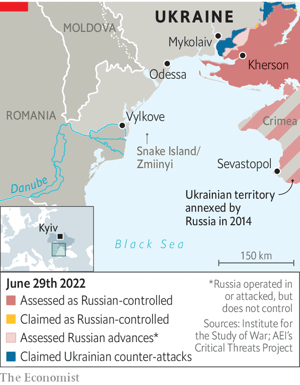 UKRAINE
MOLDOVA
Mykolaiv
Kherson
Odessa
ROMANIA
Vylkove
Crimea
Snake Island/
Zmiinyi
Danube
Sevastopol
Ukrainian territory
annexed by
Russia in 2014
Kyiv
Black Sea
150 km
June 29th 2022
Assessed as Russian-controlled
Claimed as Russian-controlled
Assessed Russian advances*
Claimed Ukrainian counter-attacks
*Russia operated in
or attacked, but
does not control
Sources: Institute for
the Study of War; AEI's
Critical Threats Project
The Economist